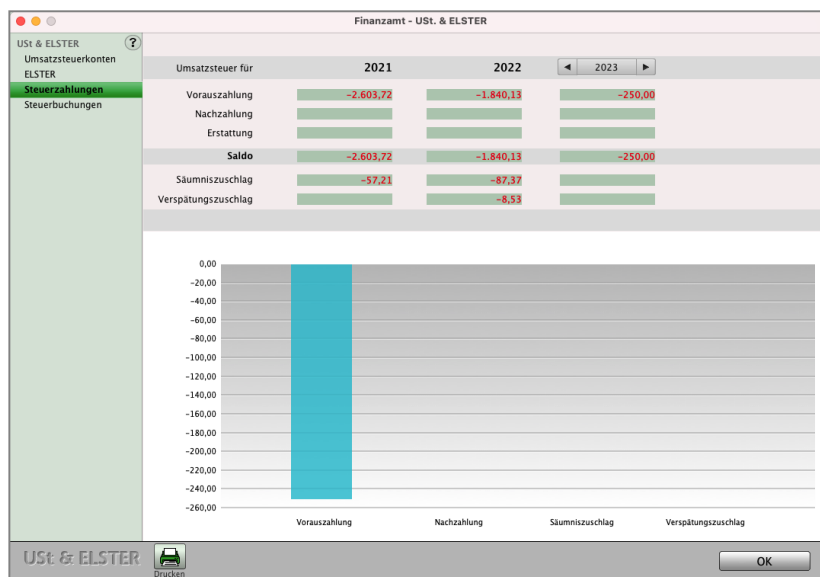 Finanzamt - USt. & ELSTER
USt & ELSTER
?
Umsatzsteuerkonten
ELSTER
Steuerzahlungen
Steuerbuchungen
Umsatzsteuer für 2021 2022 2023
Vorauszahlung -2.603,72 -1.840,13 -250,00
Nachzahlung
Erstattung
Saldo -2.603,72 -1.840,13 -250,00
Säumniszuschlag -57,21 -87,37
Verspätungszuschlag -8,53
0,00
-20,00
-40,00
-60,00
-80,00
-100,00
-120,00
-140,00
-160,00
-180,00
-200,00
-220,00
-240,00
-260,00
Vorauszahlung Nachzahlung Säumniszuschlag Verspätungszuschlag
USt & ELSTER
Drucken
OK